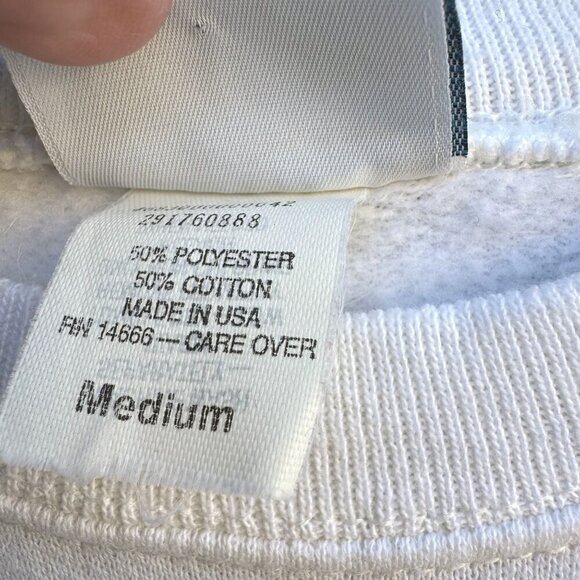 291760888
50% POLYESTER
50% COTTON
MADE IN USA
RN 14666 — CARE OVER
Medium